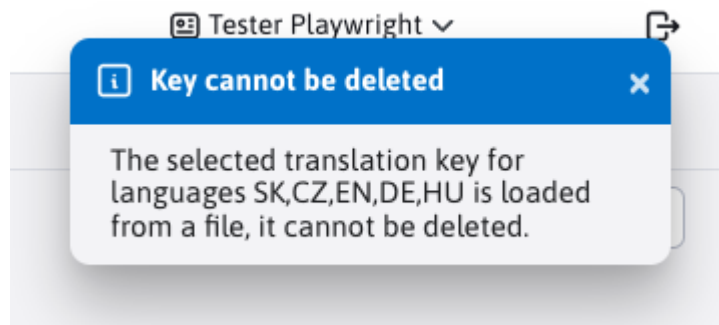 Tester Playwright
Key cannot be deleted
The selected translation key for
languages SK,CZ,EN,DE,HU is loaded
from a file, it cannot be deleted.